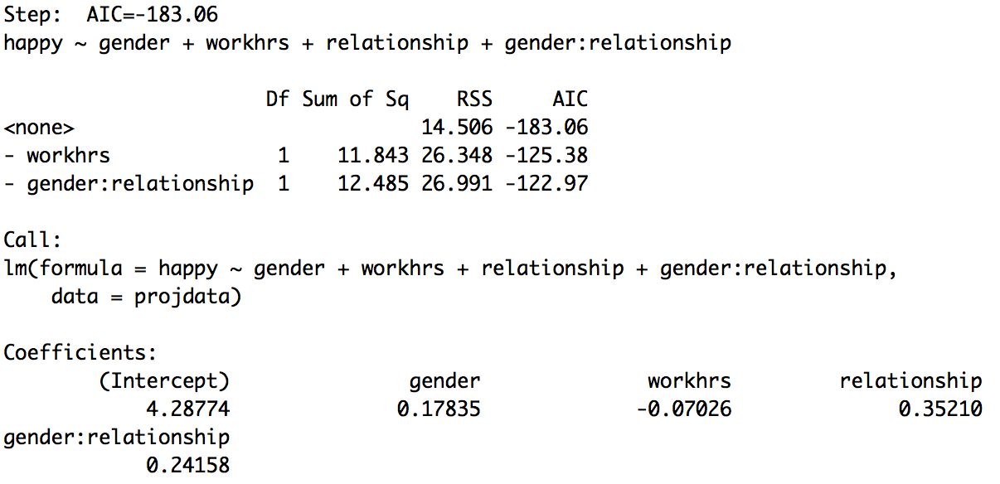 Step:  AIC=-183.06
happy ~ gender + workhrs + relationship + gender:relationship
                      Df Sum of Sq    RSS     AIC
<none>                             14.506 -183.06
- workhrs              1    11.843 26.348 -125.38
- gender:relationship  1    12.485 26.991 -122.97
Call:
lm(formula = happy ~ gender + workhrs + relationship + gender:relationship,
    data = projdata)
Coefficients:
        (Intercept)               gender              workhrs         relationship
            4.28774              0.17835             -0.07026              0.35210
gender:relationship
            0.24158